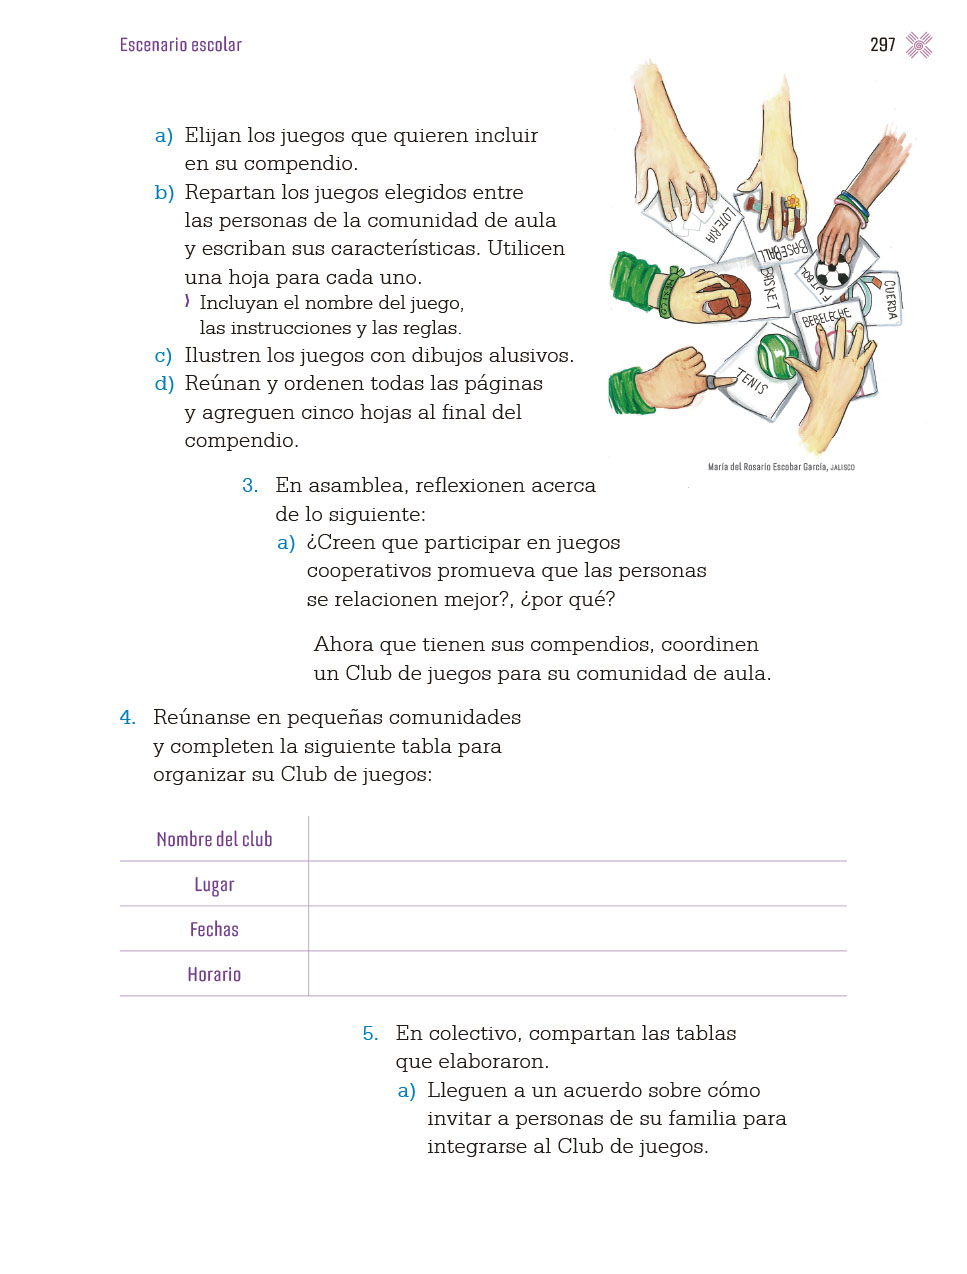 Escenario escolar
297
a) Elijan los juegos que quieren incluir
en su compendio.
b) Repartan los juegos elegidos entre
las personas de la comunidad de aula
y escriban sus características. Utilicen
una hoja para cada uno.
Incluyan el nombre del juego,
las instrucciones y las reglas.
c) Ilustren los juegos con dibujos alusivos.
d) Reúnan y ordenen todas las páginas
y agreguen cinco hojas al final del
compendio.
LOTERIA
BASEBALL
BASKET
FUTBOL
CUERDA
BEBELECHE
TENIS
María del Rosario Escobar García, JALISCO
3. En asamblea, reflexionen acerca
de lo siguiente:
a) ¿Creen que participar en juegos
cooperativos promueva que las personas
se relacionen mejor?, ¿por qué?
Ahora que tienen sus compendios, coordinen
un Club de juegos para su comunidad de aula.
4. Reúnanse en pequeñas comunidades
y completen la siguiente tabla para
organizar su Club de juegos:
Nombre del club
Lugar
Fechas
Horario
5. En colectivo, compartan las tablas
que elaboraron.
a) Lleguen a un acuerdo sobre cómo
invitar a personas de su familia para
integrarse al Club de juegos.